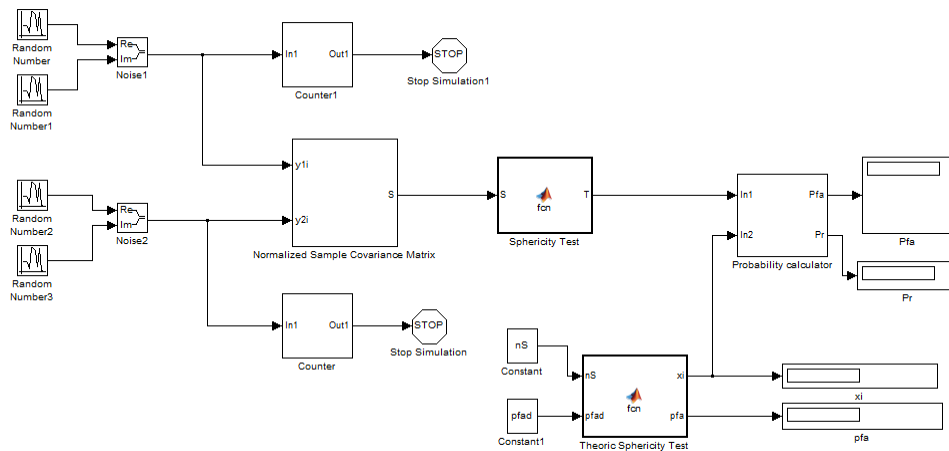 Random
Number
Re
Im
Noise1
Random
Number1
In1
Out1
Counter1
STOP
Stop Simulation1
y1i
y2i
S
Normalized Sample Covariance Matrix
Random
Number2
Re
Im
Noise2
Random
Number3
In1
Out1
Counter
STOP
Stop Simulation
S
fcn
T
Sphericity Test
In1
In2
Pfa
Pr
Probability calculator
Pfa
Pr
nS
Constant
pfad
Constant1
nS
pfad
fcn
xi
pfa
Theoric Sphericity Test
xi
pfa